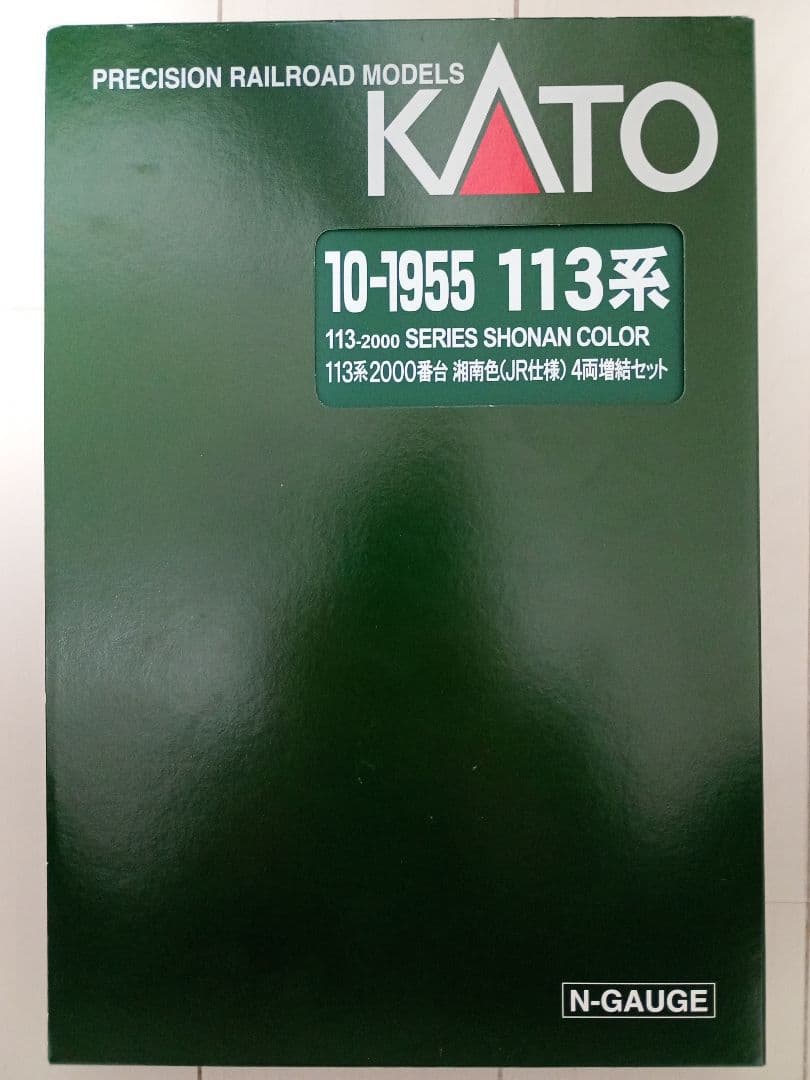 PRECISION RAILROAD MODELS
KATO
10-1955 113系
113-2000 SERIES SHONAN COLOR
113系2000番台 湘南色(JR仕様) 4両増結セット
N-GAUGE